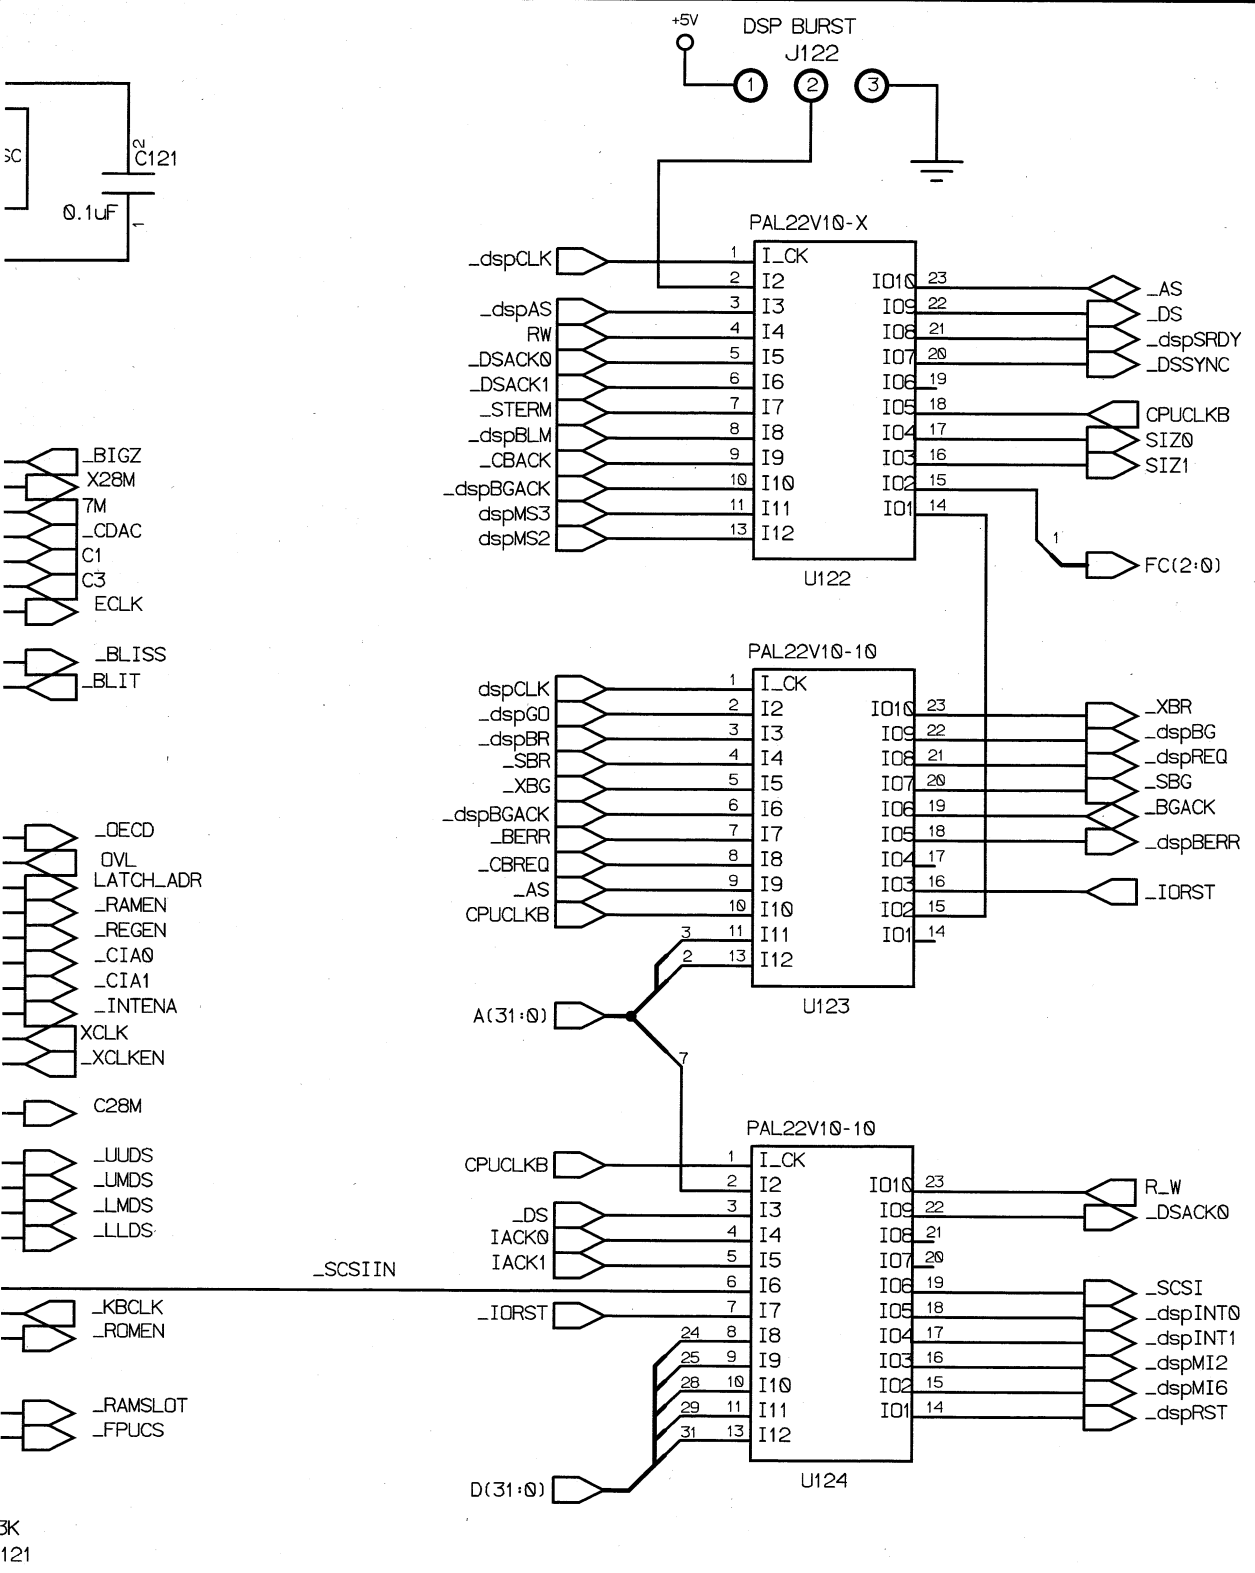 +5V
DSP BURST
J122
1 2 3
SC
2
C121
0.1uF
1
PAL22V10-X
_dspCLK 1 I_CK
2 I2
_dspAS 3 I3
RW 4 I4
_DSACK0 5 I5
_DSACK1 6 I6
_STERM 7 I7
_dspBLM 8 I8
_CBACK 9 I9
_dspBGACK 10 I10
dspMS3 11 I11
dspMS2 13 I12
IO10 23 _AS
IO9 22 _DS
IO8 21 _dspSRDY
IO7 20 _DSSYNC
IO6 19
IO5 18 CPUCLKB
IO4 17 SIZ0
IO3 16 SIZ1
IO2 15
IO1 14
1
FC(2:0)
U122
_BIGZ
X28M
7M
_CDAC
C1
C3
ECLK
_BLISS
_BLIT
PAL22V10-10
dspCLK 1 I_CK
_dspGO 2 I2
_dspBR 3 I3
_SBR 4 I4
_XBG 5 I5
_dspBGACK 6 I6
_BERR 7 I7
_CBREQ 8 I8
_AS 9 I9
CPUCLKB 10 I10
3 11 I11
2 13 I12
IO10 23 _XBR
IO9 22 _dspBG
IO8 21 _dspREQ
IO7 20 _SBG
IO6 19 _BGACK
IO5 18 _dspBERR
IO4 17
IO3 16 _IORST
IO2 15
IO1 14
A(31:0)
U123
7
_OECD
OVL
LATCH_ADR
_RAMEN
_REGEN
_CIA0
_CIA1
_INTENA
XCLK
_XCLKEN
C28M
_UUDS
_UMDS
_LMDS
_LLDS
PAL22V10-10
CPUCLKB 1 I_CK
2 I2
_DS 3 I3
IACK0 4 I4
IACK1 5 I5
_SCSIIN 6 I6
_IORST 7 I7
24 8 I8
25 9 I9
28 10 I10
29 11 I11
31 13 I12
IO10 23 R_W
IO9 22 _DSACK0
IO8 21
IO7 20
IO6 19 _SCSI
IO5 18 _dspINT0
IO4 17 _dspINT1
IO3 16 _dspMI2
IO2 15 _dspMI6
IO1 14 _dspRST
D(31:0)
U124
_KBCLK
_ROMEN
_RAMSLOT
_FPUCS
3K
121